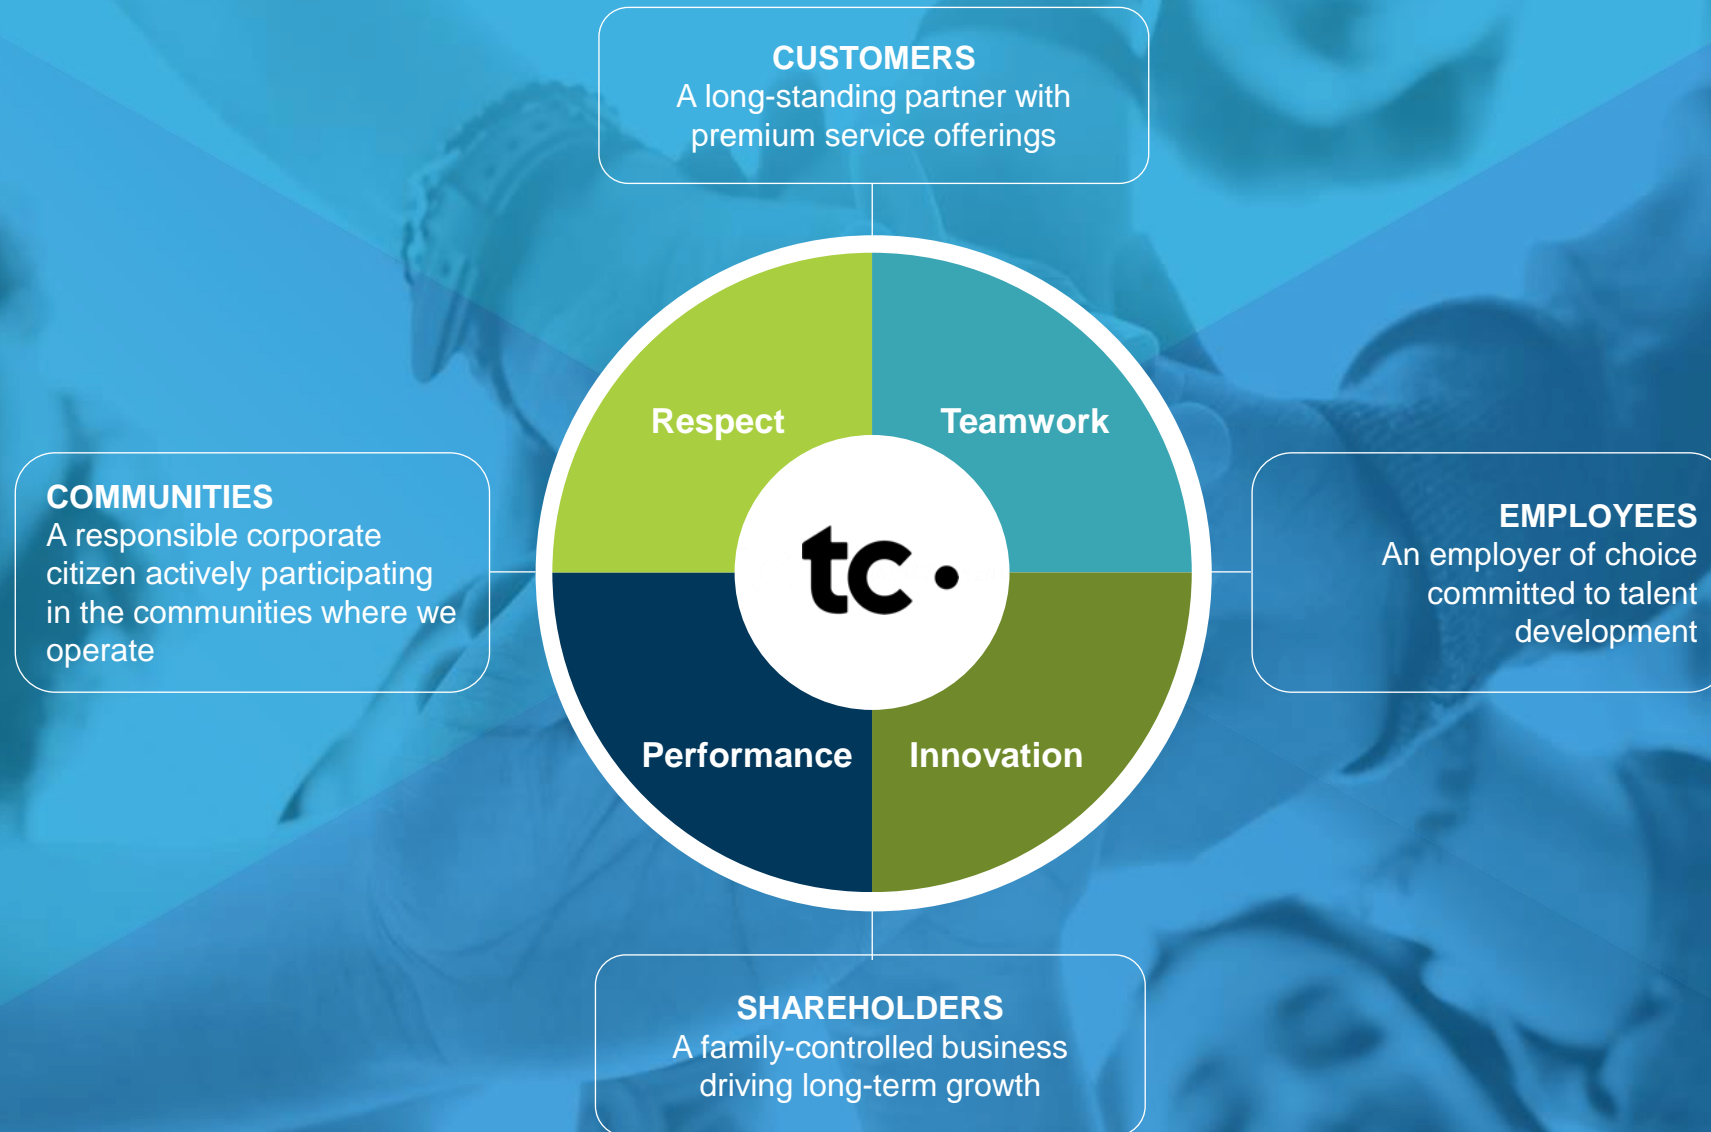 CUSTOMERS
A long-standing partner with
premium service offerings
Respect
Teamwork
COMMUNITIES
A responsible corporate
citizen actively participating
in the communities where we
operate
tc
EMPLOYEES
An employer of choice
committed to talent
development
Performance
Innovation
SHAREHOLDERS
A family-controlled business
driving long-term growth